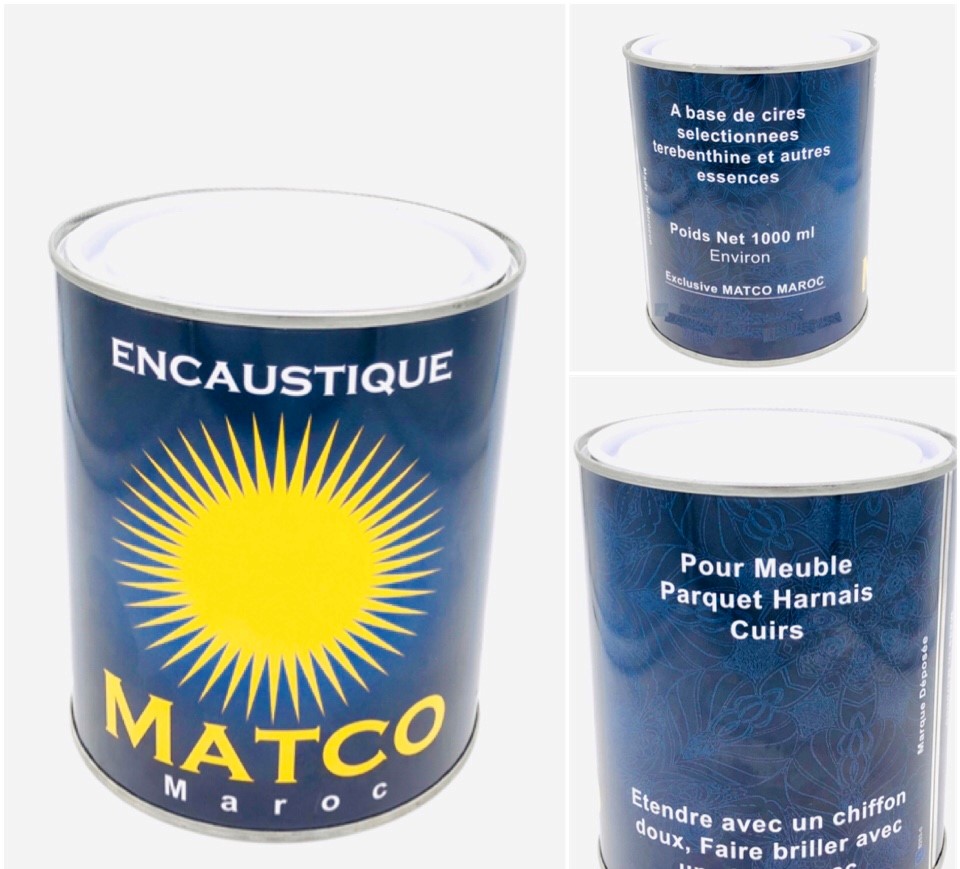 ENCAUSTIQUE
MATCO
Maroc
A base de cires
selectionnees
terebenthine et autres
essences
Poids Net 1000 ml
Environ
Exclusive MATCO MAROC
Pour Meuble
Parquet Harnais
Cuirs
Marque Déposée
Etendre avec un chiffon
doux, Faire briller avec